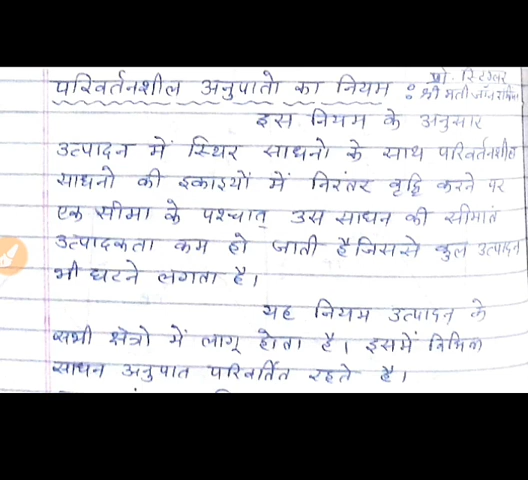 प्रो. स्टिगलर
परिवर्तनशील अनुपातो का नियम : श्रीमती जॉन राबिंस
इस नियम के अनुसार
उत्पादन में स्थिर साधनो के साथ परिवर्तनशील
साधनो की इकाइयों में निरंतर वृद्धि करने पर
एक सीमा के पश्चात् उस साधन की सीमांत
उत्पादकता कम हो जाती है जिससे कुल उत्पादन
भी घटने लगता है।
यह नियम उत्पादन के
सभी क्षेत्रो में लागू होता है। इसमें विभिन्न
साधन अनुपात परिवर्तित रहते है।